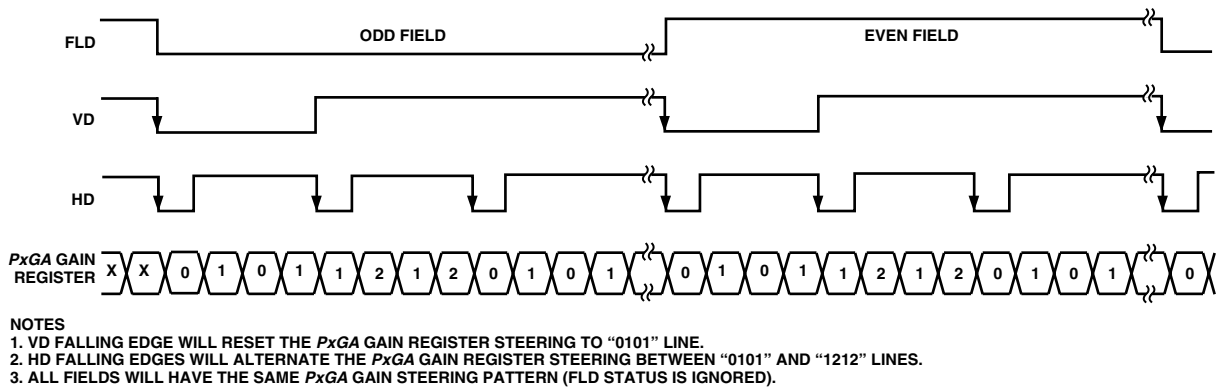 FLD
ODD FIELD
EVEN FIELD
VD
HD
PxGA GAIN
REGISTER
X X 0 1 0 1 1 2 1 2 0 1 0 1 0 1 0 1 1 2 1 2 0 1 0 1 0
NOTES
1. VD FALLING EDGE WILL RESET THE PxGA GAIN REGISTER STEERING TO “0101” LINE.
2. HD FALLING EDGES WILL ALTERNATE THE PxGA GAIN REGISTER STEERING BETWEEN “0101” AND “1212” LINES.
3. ALL FIELDS WILL HAVE THE SAME PxGA GAIN STEERING PATTERN (FLD STATUS IS IGNORED).